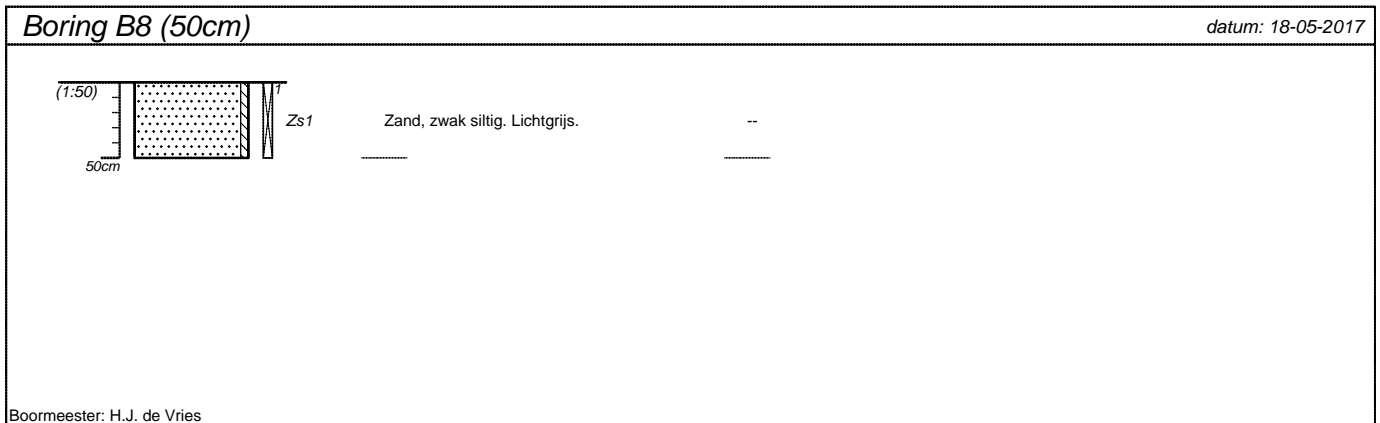 Boring B8 (50cm)
datum: 18-05-2017
(1:50)
1
Zs1
Zand, zwak siltig. Lichtgrijs.
--
50cm
Boormeester: H.J. de Vries